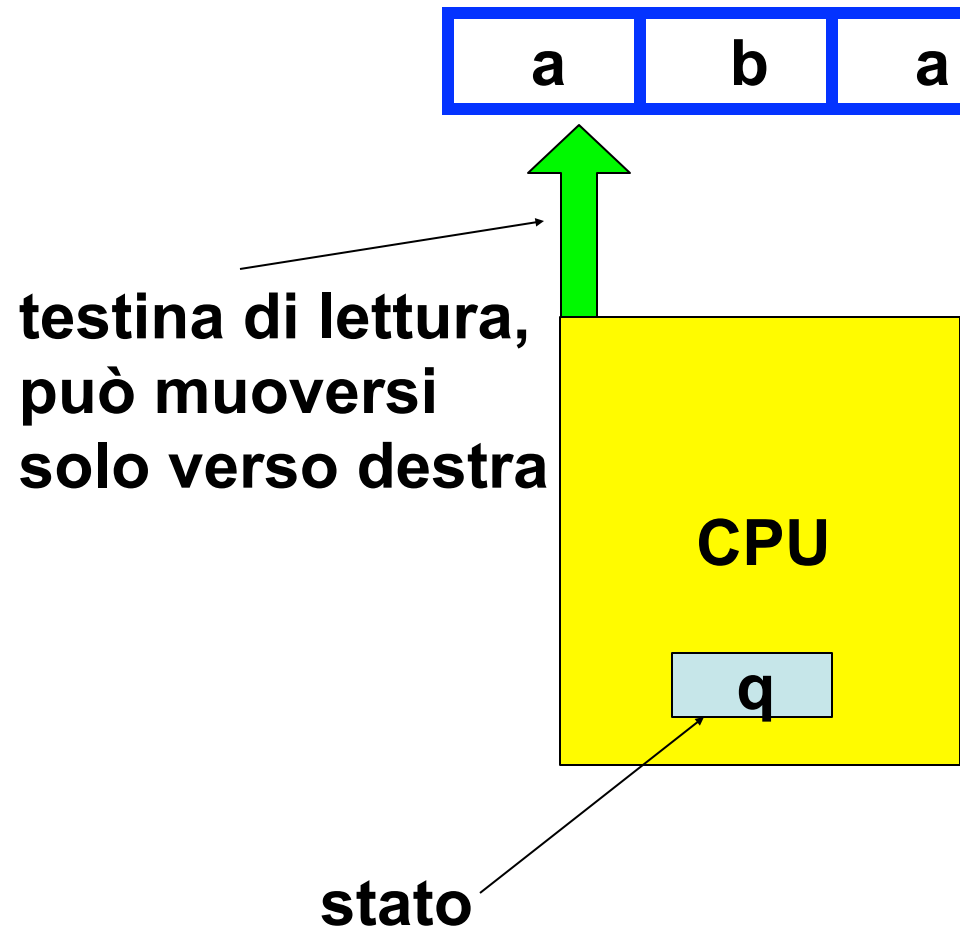 a b a
testina di lettura,
può muoversi
solo verso destra
CPU
q
stato